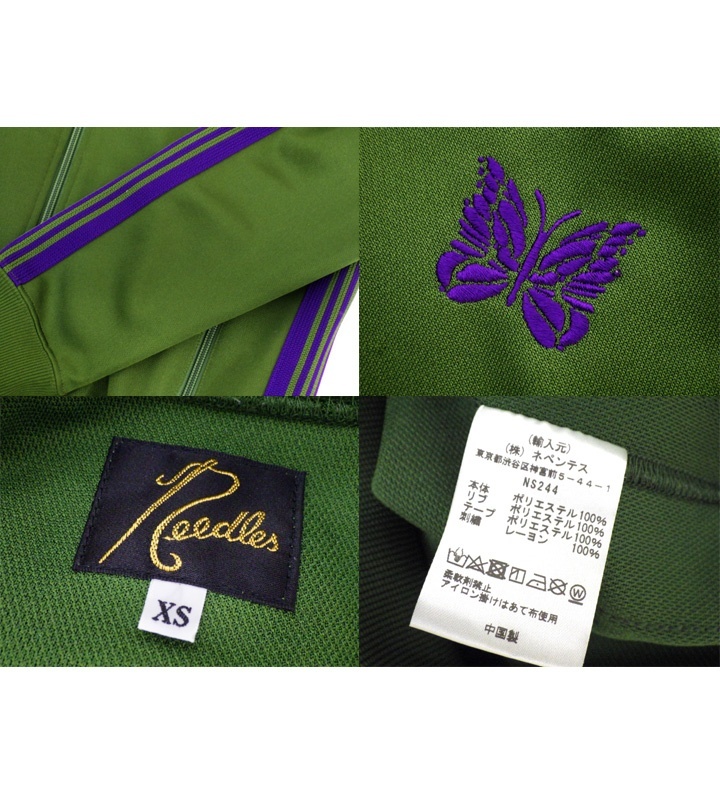 Needles
XS
(輸入元)
(株) ネペンテス
東京都渋谷区神宮前5-44-1
NS244
本体 ポリエステル100%
リブ ポリエステル100%
テープ ポリエステル100%
刺繍 レーヨン 100%
柔軟剤禁止
アイロン掛けはあて布使用
中国製